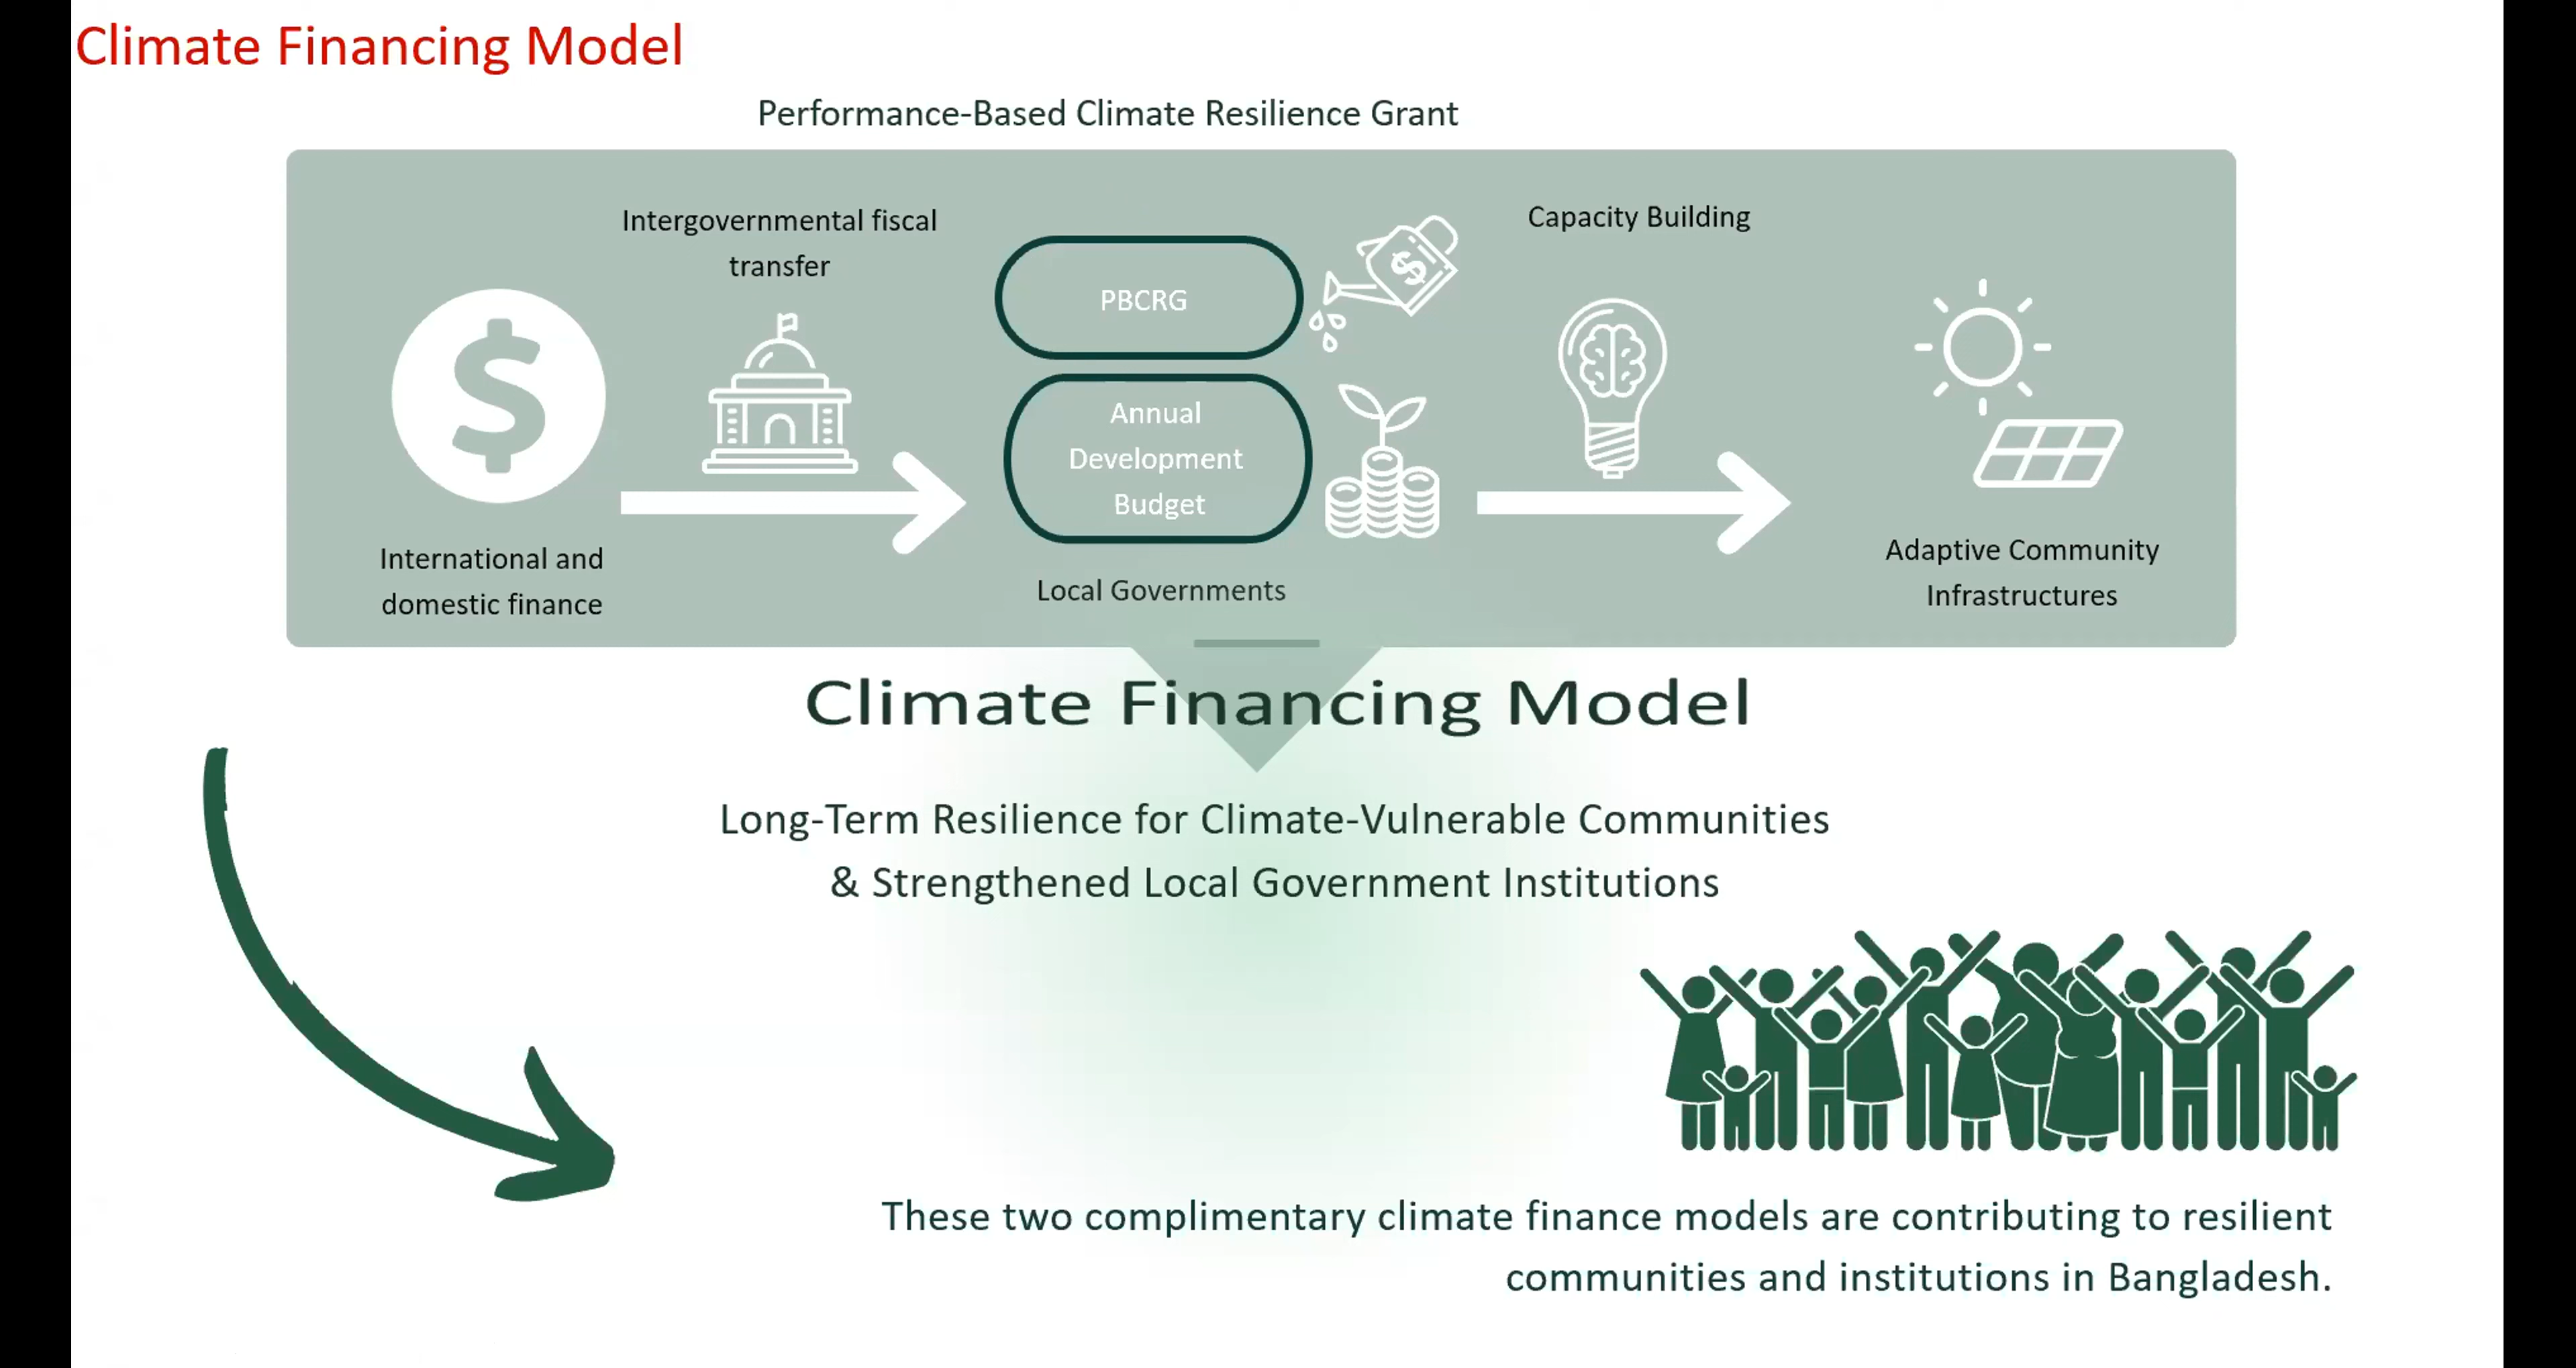 Climate Financing Model
Performance-Based Climate Resilience Grant
Intergovernmental fiscal
transfer
International and
domestic finance
PBCRG
Annual
Development
Budget
Local Governments
Capacity Building
Adaptive Community
Infrastructures
Climate Financing Model
Long-Term Resilience for Climate-Vulnerable Communities
& Strengthened Local Government Institutions
These two complimentary climate finance models are contributing to resilient
communities and institutions in Bangladesh.